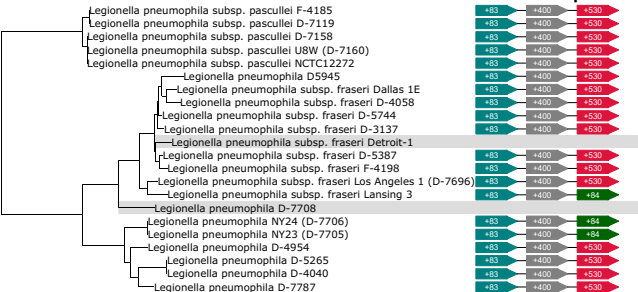 Legionella pneumophila subsp. pascullei F-4185 +83 +400 +530
Legionella pneumophila subsp. pascullei D-7119 +83 +400 +530
Legionella pneumophila subsp. pascullei D-7158 +83 +400 +530
Legionella pneumophila subsp. pascullei U8W (D-7160) +83 +400 +530
Legionella pneumophila subsp. pascullei NCTC12272 +83 +400 +530
Legionella pneumophila D5945 +83 +400 +530
Legionella pneumophila subsp. fraseri Dallas 1E +83 +400 +530
Legionella pneumophila subsp. fraseri D-4058 +83 +400 +530
Legionella pneumophila subsp. fraseri D-5744 +83 +400 +530
Legionella pneumophila subsp. fraseri D-3137 +83 +400 +530
Legionella pneumophila subsp. fraseri Detroit-1
Legionella pneumophila subsp. fraseri D-5387 +83 +400 +530
Legionella pneumophila subsp. fraseri F-4198 +83 +400 +530
Legionella pneumophila subsp. fraseri Los Angeles 1 (D-7696) +83 +400 +530
Legionella pneumophila subsp. fraseri Lansing 3 +83 +400 +84
Legionella pneumophila D-7708
Legionella pneumophila NY24 (D-7706) +83 +400 +84
Legionella pneumophila NY23 (D-7705) +83 +400 +84
Legionella pneumophila D-4954 +83 +400 +530
Legionella pneumophila D-5265 +83 +400 +530
Legionella pneumophila D-4040 +83 +400 +530
Legionella pneumophila D-7787 +83 +400 +530